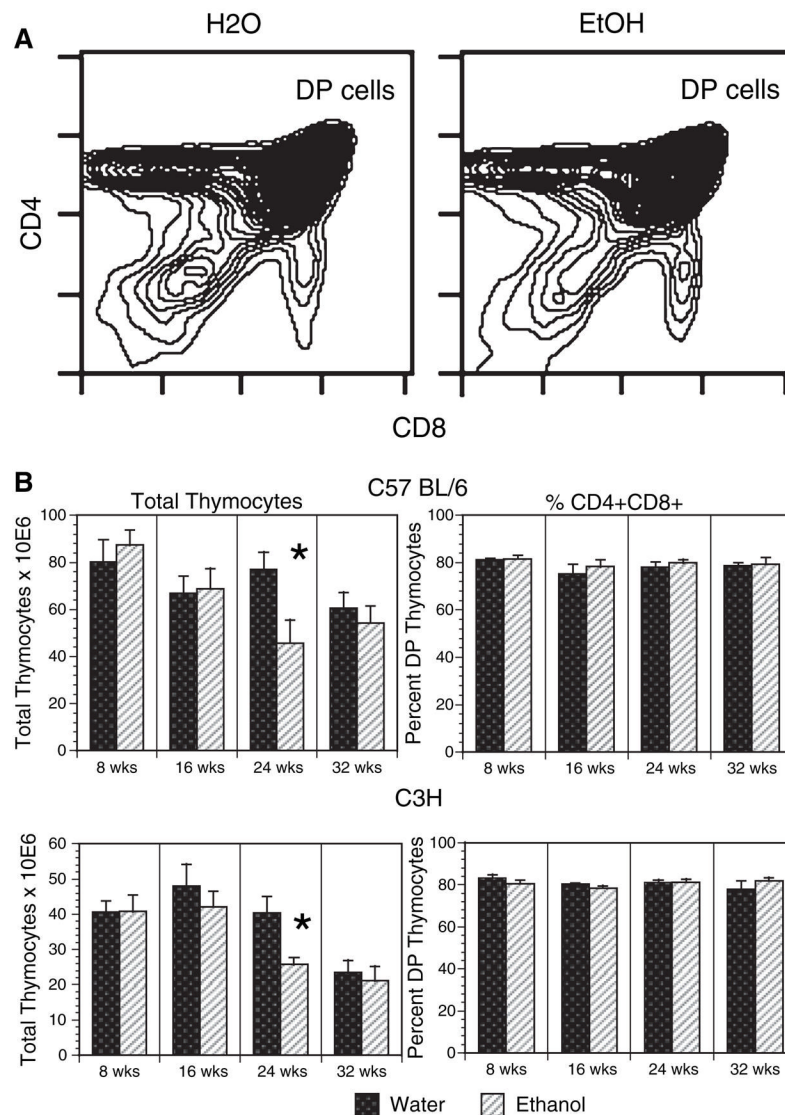 A
H2O
EtOH
DP cells
DP cells
CD4
CD8
B
C57 BL/6
Total Thymocytes
% CD4+CD8+
Total Thymocytes x 10E6
100
80
60
40
20
0
*
8 wks
16 wks
24 wks
32 wks
Percent DP Thymocytes
100
80
60
40
20
0
8 wks
16 wks
24 wks
32 wks
C3H
Total Thymocytes x 10E6
60
50
40
30
20
10
0
*
8 wks
16 wks
24 wks
32 wks
Percent DP Thymocytes
100
80
60
40
20
0
8 wks
16 wks
24 wks
32 wks
Water
Ethanol